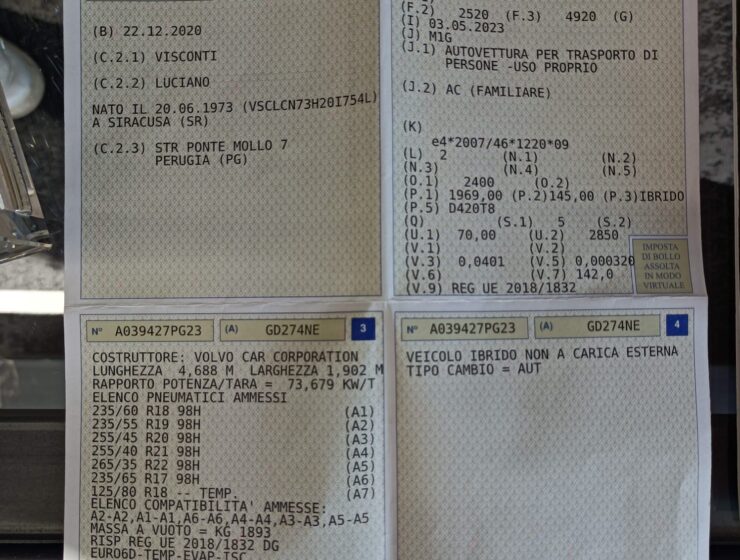 (B) 22.12.2020
(C.2.1) VISCONTI
(C.2.2) LUCIANO
NATO IL 20.06.1973 (VSCLCN73H20I754L)
A SIRACUSA (SR)
(C.2.3) STR PONTE MOLLO 7
PERUGIA (PG)
(F.2) 2520 (F.3) 4920 (G)
(I) 03.05.2023
(J) M1G
(J.1) AUTOVETTURA PER TRASPORTO DI
PERSONE -USO PROPRIO
(J.2) AC (FAMILIARE)
(K)
e4*2007/46*1220*09
(L) 2 (N.1) (N.2)
(N.3) (N.4) (N.5)
(O.1) 2400 (O.2)
(P.1) 1969,00 (P.2)145,00 (P.3)IBRIDO
(P.5) D420T8
(Q) (S.1) 5 (S.2)
(U.1) 70,00 (U.2) 2850
(V.1) (V.2)
(V.3) 0,0401 (V.5) 0,000320
(V.6) (V.7) 142,0
(V.9) REG UE 2018/1832
IMPOSTA
DI BOLLO
ASSOLTA
IN MODO
VIRTUALE
N° A039427PG23 (A) GD274NE 3
COSTRUTTORE: VOLVO CAR CORPORATION
LUNGHEZZA 4,688 M LARGHEZZA 1,902 M
RAPPORTO POTENZA/TARA = 73,679 KW/T
ELENCO PNEUMATICI AMMESSI
235/60 R18 98H (A1)
235/55 R19 98H (A2)
255/45 R20 98H (A3)
255/40 R21 98H (A4)
265/35 R22 98H (A5)
235/65 R17 98H (A6)
125/80 R18 -- TEMP. (A7)
ELENCO COMPATIBILITA' AMMESSE:
A2-A2,A1-A1,A6-A6,A4-A4,A3-A3,A5-A5
MASSA A VUOTO = KG 1893
RISP REG UE 2018/1832 DG
EURO6D-TEMP-EVAP-ISC
N° A039427PG23 (A) GD274NE 4
VEICOLO IBRIDO NON A CARICA ESTERNA
TIPO CAMBIO = AUT